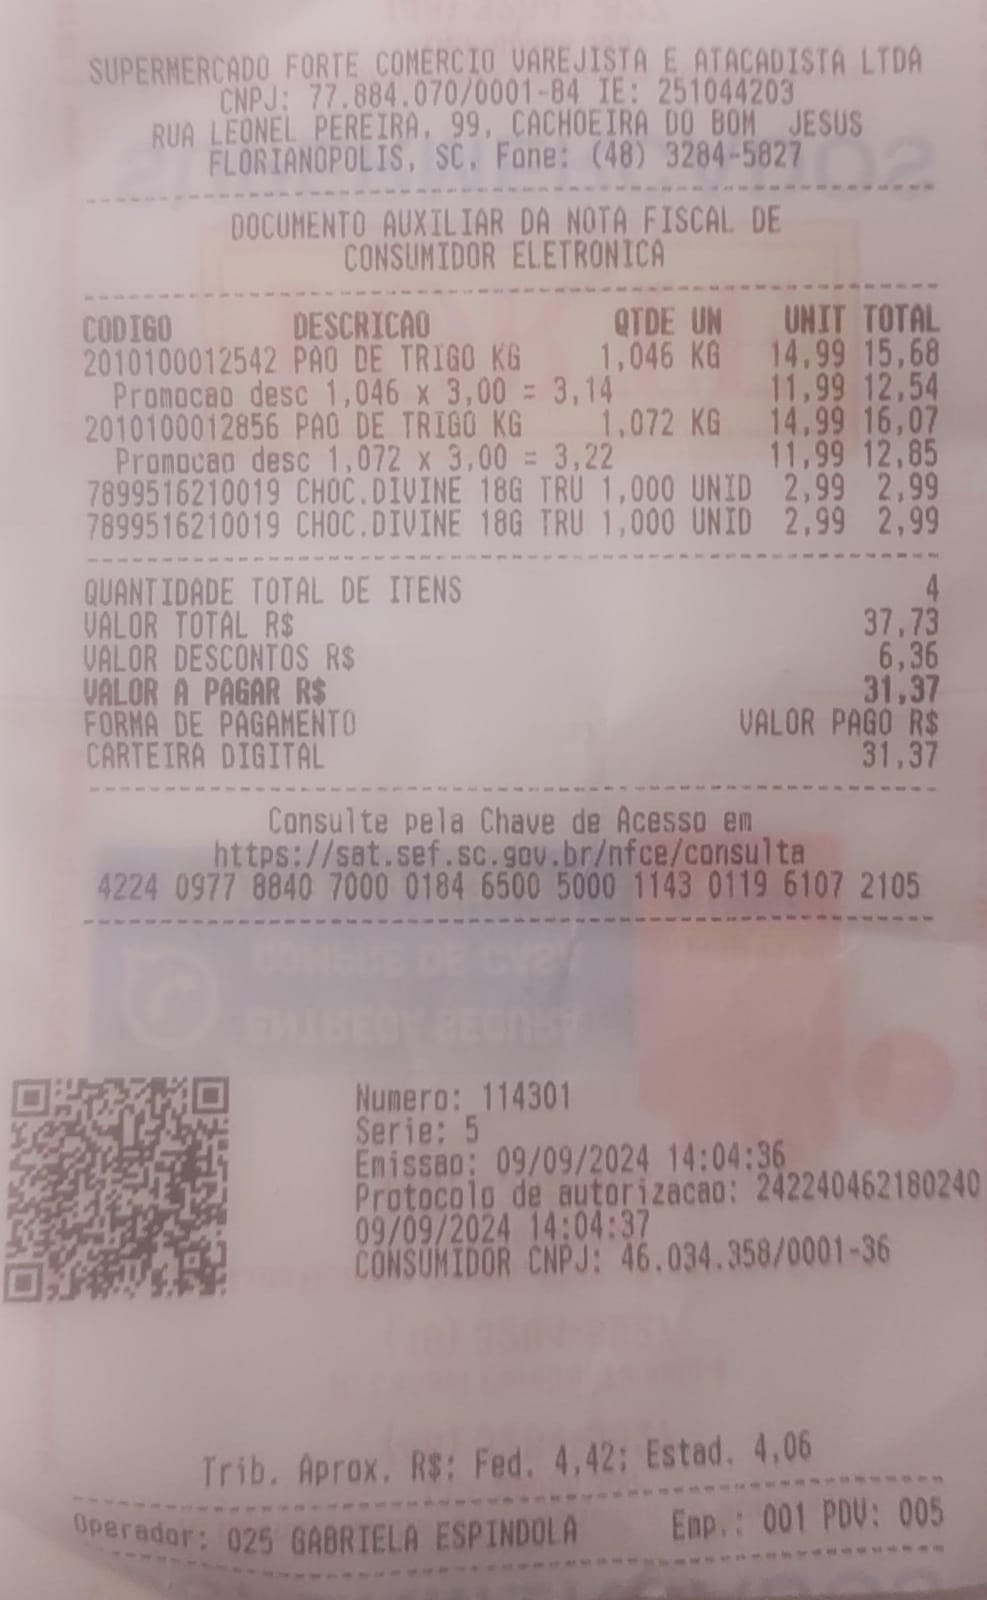 SUPERMERCADO FORTE COMERCIO VAREJISTA E ATACADISTA LTDA
CNPJ: 77.884.070/0001-84 IE: 251044203
RUA LEONEL PEREIRA, 99, CACHOEIRA DO BOM  JESUS
FLORIANOPOLIS, SC, Fone: (48) 3284-5827
DOCUMENTO AUXILIAR DA NOTA FISCAL DE
CONSUMIDOR ELETRONICA
CODIGO DESCRICAO QTDE UN UNIT TOTAL
2010100012542 PAO DE TRIGO KG 1,046 KG 14,99 15,68
Promocao desc 1,046 x 3,00 = 3,14 11,99 12,54
2010100012856 PAO DE TRIGO KG 1,072 KG 14,99 16,07
Promocao desc 1,072 x 3,00 = 3,22 11,99 12,85
7899516210019 CHOC.DIVINE 18G TRU 1,000 UNID 2,99 2,99
7899516210019 CHOC.DIVINE 18G TRU 1,000 UNID 2,99 2,99
QUANTIDADE TOTAL DE ITENS 4
VALOR TOTAL R$ 37,73
VALOR DESCONTOS R$ 6,36
VALOR A PAGAR R$ 31,37
FORMA DE PAGAMENTO VALOR PAGO R$
CARTEIRA DIGITAL 31,37
Consulte pela Chave de Acesso em
https://sat.sef.sc.gov.br/nfce/consulta
4224 0977 8840 7000 0184 6500 5000 1143 0119 6107 2105
Numero: 114301
Serie: 5
Emissao: 09/09/2024 14:04:36
Protocolo de autorizacao: 242240462180240
09/09/2024 14:04:37
CONSUMIDOR CNPJ: 46.034.358/0001-36
Trib. Aprox. R$: Fed. 4,42; Estad. 4,06
Operador: 025 GABRIELA ESPINDOLA Emp.: 001 PDV: 005